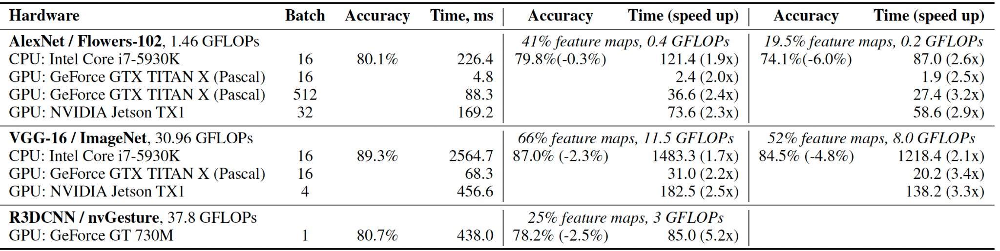 Hardware Batch Accuracy Time, ms Accuracy Time (speed up) Accuracy Time (speed up)
AlexNet / Flowers-102, 1.46 GFLOPs 41% feature maps, 0.4 GFLOPs 19.5% feature maps, 0.2 GFLOPs
CPU: Intel Core i7-5930K 16 80.1% 226.4 79.8%(-0.3%) 121.4 (1.9x) 74.1%(-6.0%) 87.0 (2.6x)
GPU: GeForce GTX TITAN X (Pascal) 16 4.8 2.4 (2.0x) 1.9 (2.5x)
GPU: GeForce GTX TITAN X (Pascal) 512 88.3 36.6 (2.4x) 27.4 (3.2x)
GPU: NVIDIA Jetson TX1 32 169.2 73.6 (2.3x) 58.6 (2.9x)
VGG-16 / ImageNet, 30.96 GFLOPs 66% feature maps, 11.5 GFLOPs 52% feature maps, 8.0 GFLOPs
CPU: Intel Core i7-5930K 16 89.3% 2564.7 87.0% (-2.3%) 1483.3 (1.7x) 84.5% (-4.8%) 1218.4 (2.1x)
GPU: GeForce GTX TITAN X (Pascal) 16 68.3 31.0 (2.2x) 20.2 (3.4x)
GPU: NVIDIA Jetson TX1 4 456.6 182.5 (2.5x) 138.2 (3.3x)
R3DCNN / nvGesture, 37.8 GFLOPs 25% feature maps, 3 GFLOPs
GPU: GeForce GT 730M 1 80.7% 438.0 78.2% (-2.5%) 85.0 (5.2x)